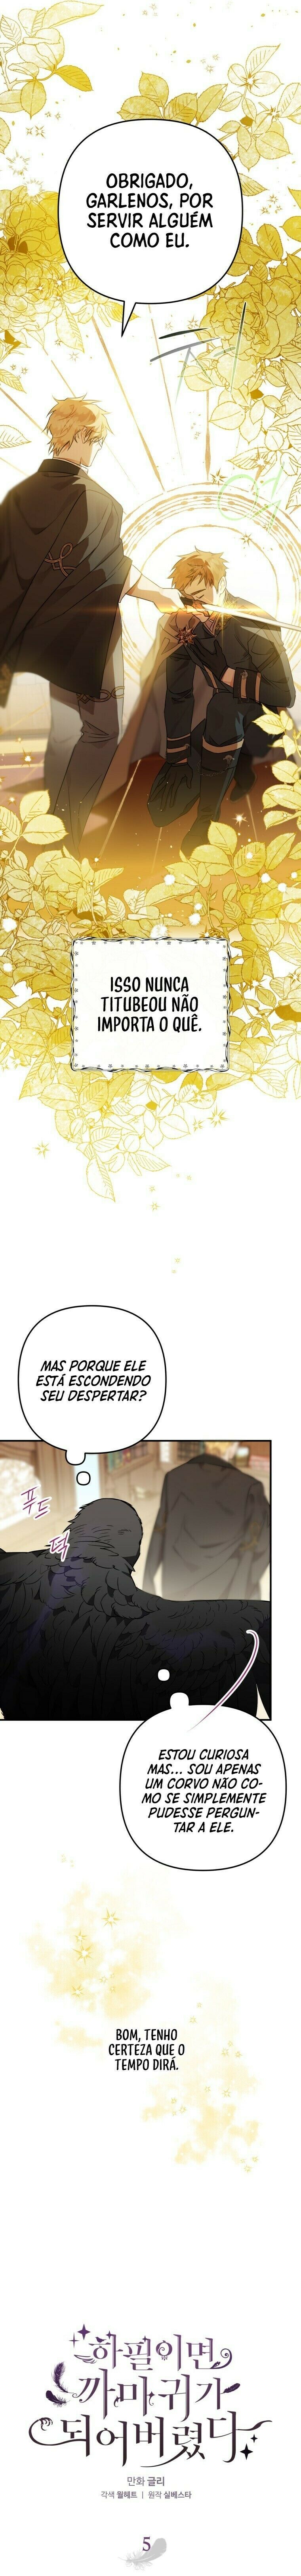 OBRIGADO,
GARLENOS, POR
SERVIR ALGUÉM
COMO EU.
ISSO NUNCA
TITUBEOU NÃO
IMPORTA O QUÊ.
MAS PORQUE ELE
ESTÁ ESCONDENDO
SEU DESPERTAR?
푸드
덕
ESTOU CURIOSA
MAS... SOU APENAS
UM CORVO NÃO CO-
MO SE SIMPLEMENTE
PUDESSE PERGUN-
TAR A ELE.
BOM, TENHO
CERTEZA QUE O
TEMPO DIRÁ.
하필이면
까마귀가
되어버렸다
만화 글리
각색 뭘헤트 | 원작 실베스타
5